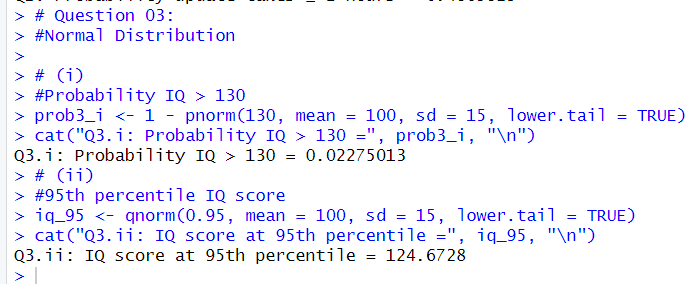 > # Question 03:
> #Normal Distribution
>
> # (i)
> #Probability IQ > 130
> prob3_i <- 1 - pnorm(130, mean = 100, sd = 15, lower.tail = TRUE)
> cat("Q3.i: Probability IQ > 130 =", prob3_i, "\n")
Q3.i: Probability IQ > 130 = 0.02275013
> # (ii)
> #95th percentile IQ score
> iq_95 <- qnorm(0.95, mean = 100, sd = 15, lower.tail = TRUE)
> cat("Q3.ii: IQ score at 95th percentile =", iq_95, "\n")
Q3.ii: IQ score at 95th percentile = 124.6728
>